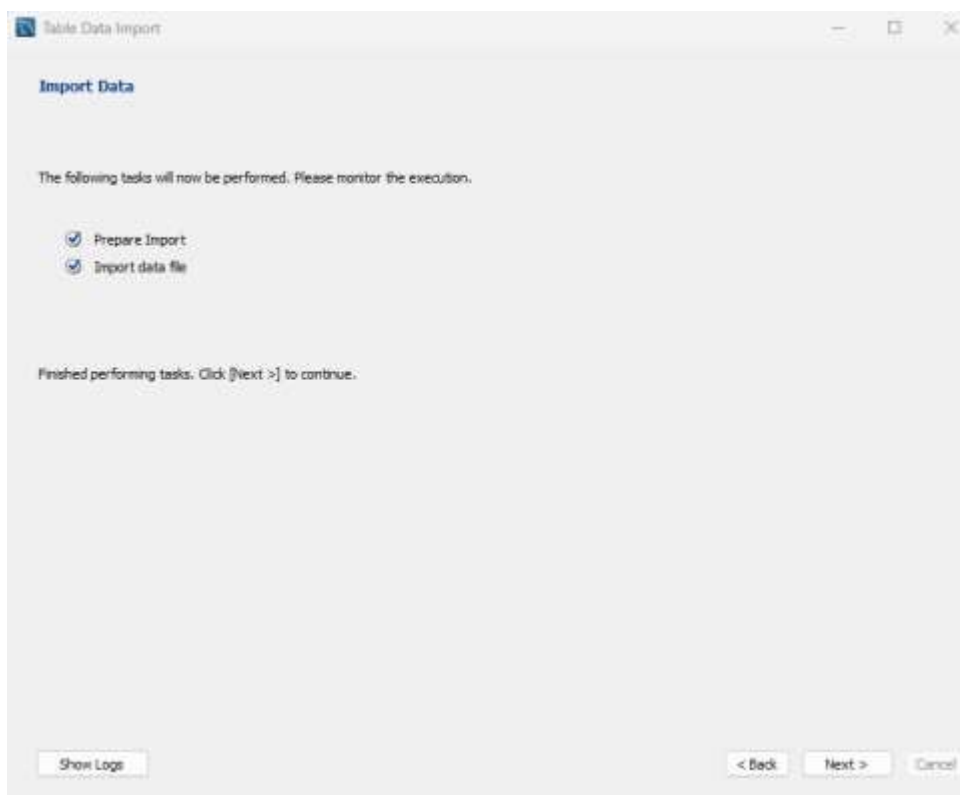 Table Data Import
Import Data
The following tasks will now be performed. Please monitor the execution.
Prepare Import
Import data file
Finished performing tasks. Click [Next >] to continue.
Show Logs
< Back Next > Cancel